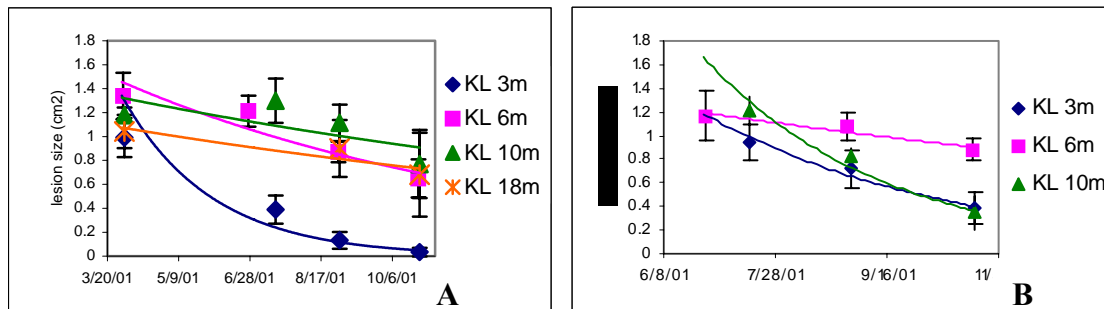 lesion size (cm2)
1.8
1.6
1.4
1.2
1
0.8
0.6
0.4
0.2
0
3/20/01 5/9/01 6/28/01 8/17/01 10/6/01
KL 3m
KL 6m
KL 10m
KL 18m
A
1.8
1.6
1.4
1.2
1
0.8
0.6
0.4
0.2
0
6/8/01 7/28/01 9/16/01 11/
KL 3m
KL 6m
KL 10m
B